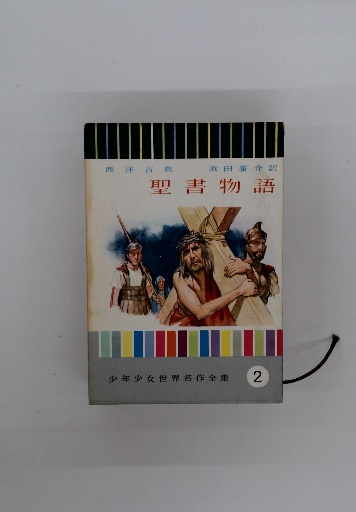 西洋古典　浜田廣介訳
聖書物語
少年少女世界名作全集 2